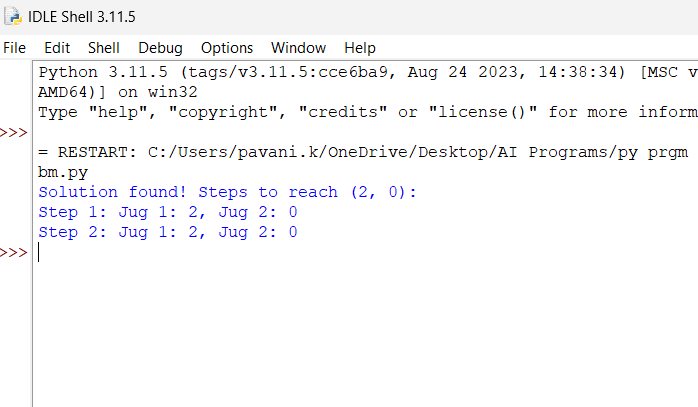 IDLE Shell 3.11.5
File Edit Shell Debug Options Window Help
Python 3.11.5 (tags/v3.11.5:cce6ba9, Aug 24 2023, 14:38:34) [MSC v
AMD64)] on win32
Type "help", "copyright", "credits" or "license()" for more inform
>>>
= RESTART: C:/Users/pavani.k/OneDrive/Desktop/AI Programs/py prgm
bm.py
Solution found! Steps to reach (2, 0):
Step 1: Jug 1: 2, Jug 2: 0
Step 2: Jug 1: 2, Jug 2: 0
>>>